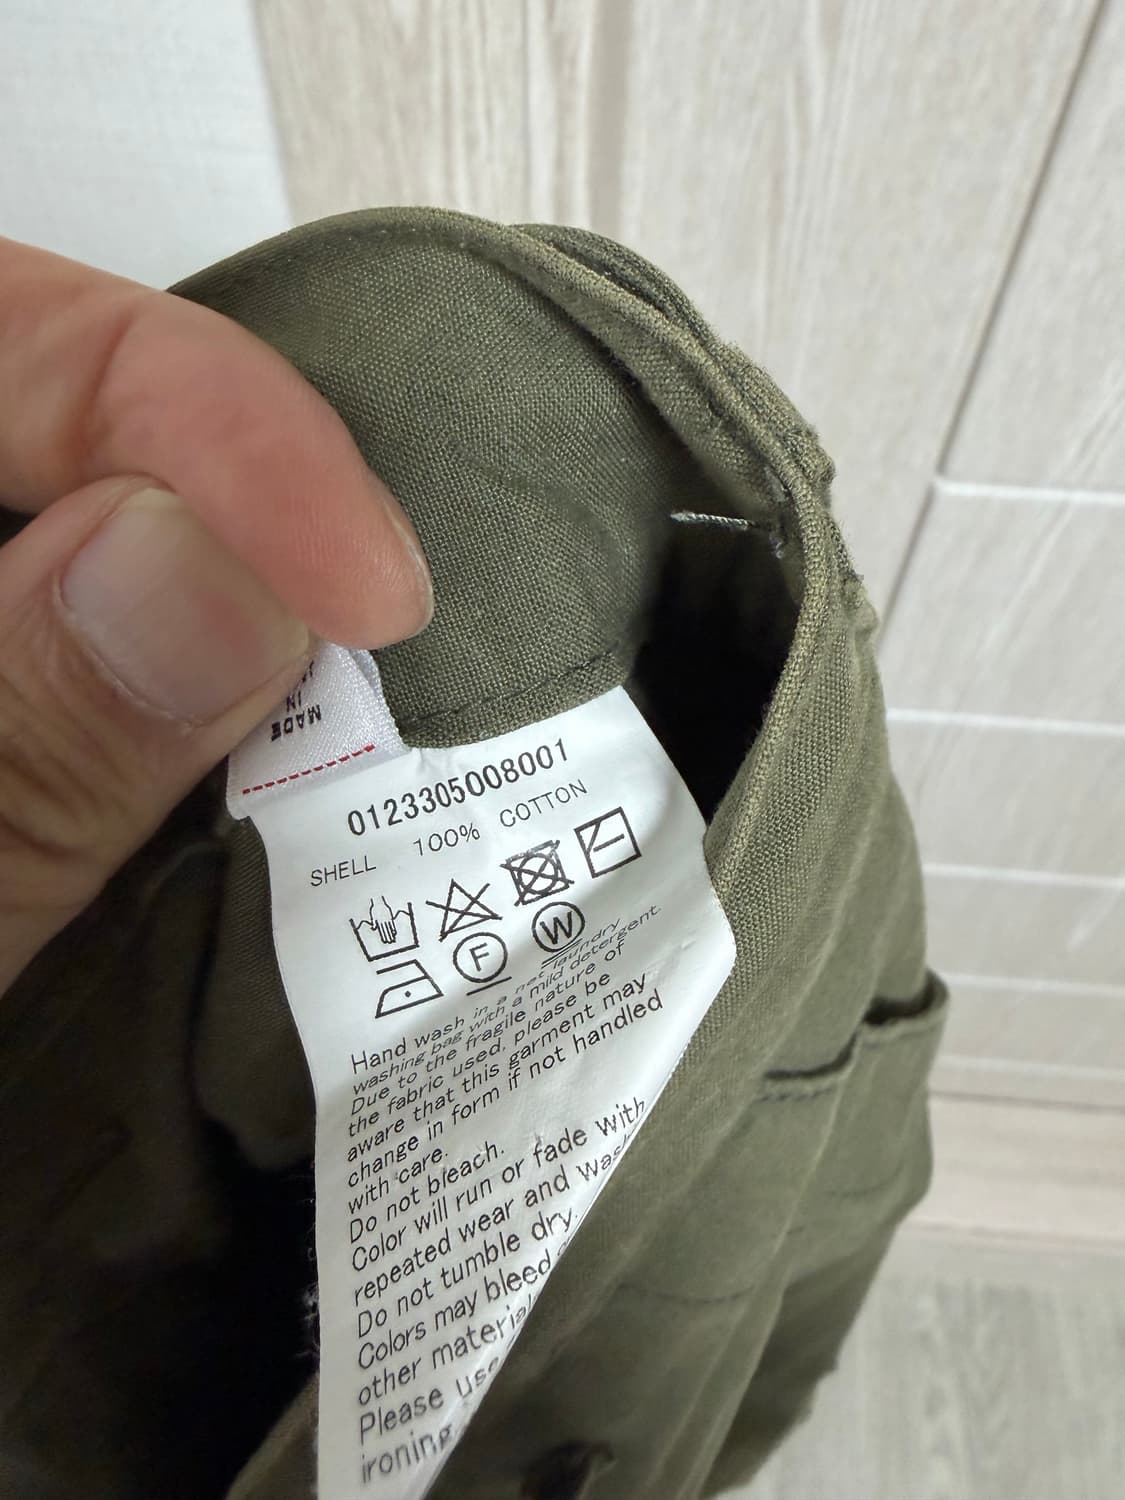 MADE
IN
0123305008001
SHELL 100% COTTON
F W
Hand wash in a net laundry
washing bag with a mild detergent.
Due to the fragile nature of
the fabric used, please be
aware that this garment may
change in form if not handled
with care.
Do not bleach.
Color will run or fade with
repeated wear and
Do not tumble dry.
Colors may bleed
other
Please use
ironing